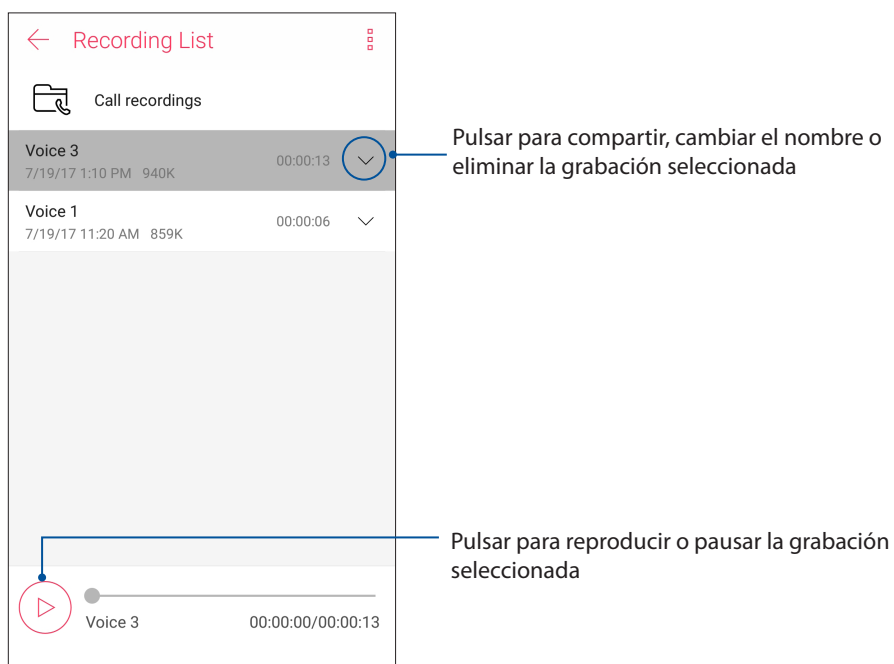 Recording List
Call recordings
Voice 3
00:00:13
7/19/17 1:10 PM 940K
Pulsar para compartir, cambiar el nombre o
eliminar la grabación seleccionada
Voice 1
00:00:06
7/19/17 11:20 AM 859K
Pulsar para reproducir o pausar la grabación
seleccionada
Voice 3
00:00:00/00:00:13